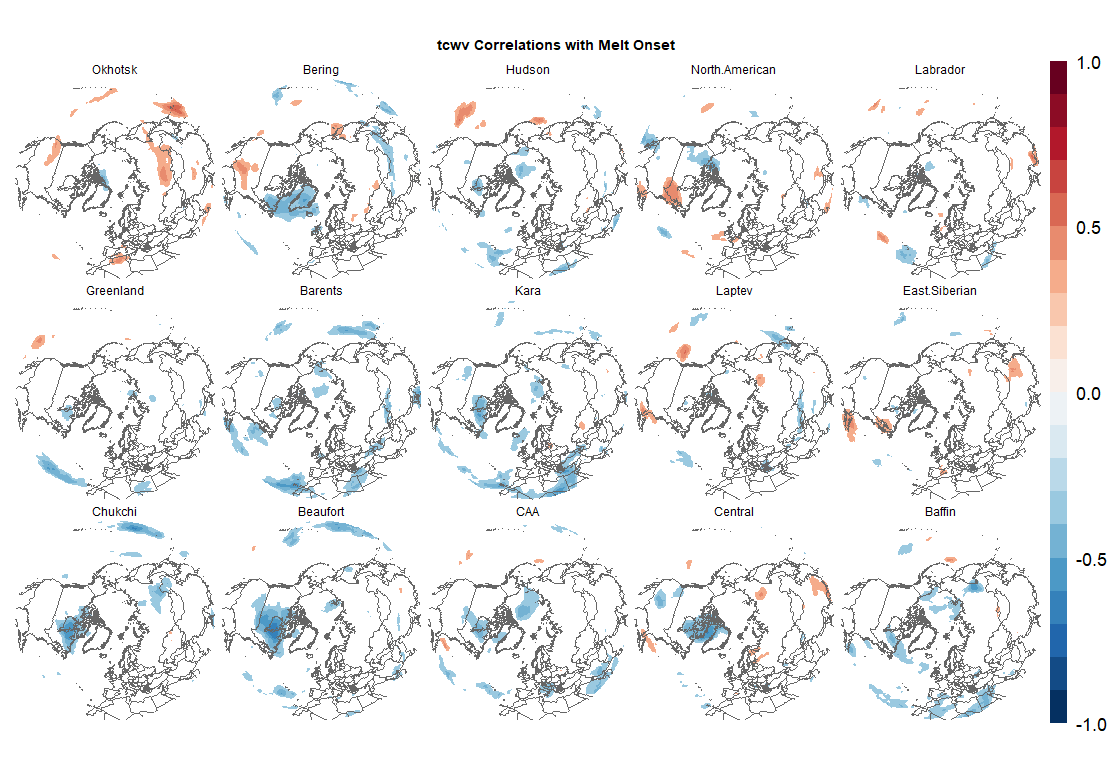 tcwv Correlations with Melt Onset
Okhotsk
Bering
Hudson
North.American
Labrador
Greenland
Barents
Kara
Laptev
East.Siberian
Chukchi
Beaufort
CAA
Central
Baffin
1.0
0.5
0.0
-0.5
-1.0